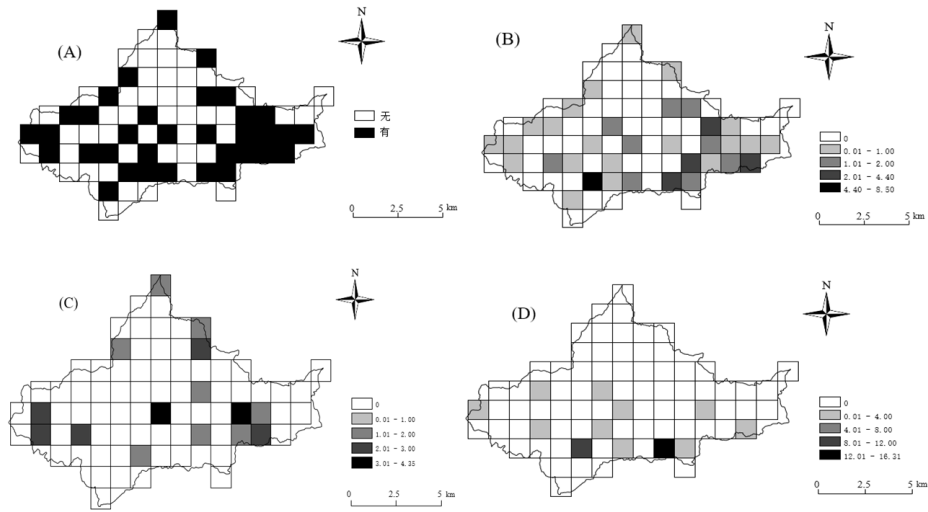 (A)
N
无
有
0 2.5 5 km
(B)
N
0
0.01 - 1.00
1.01 - 2.00
2.01 - 4.40
4.40 - 8.50
0 2.5 5 km
(C)
N
0
0.01 - 1.00
1.01 - 2.00
2.01 - 3.00
3.01 - 4.35
0 2.5 5 km
(D)
N
0
0.01 - 4.00
4.01 - 8.00
8.01 - 12.00
12.01 - 16.31
0 2.5 5 km